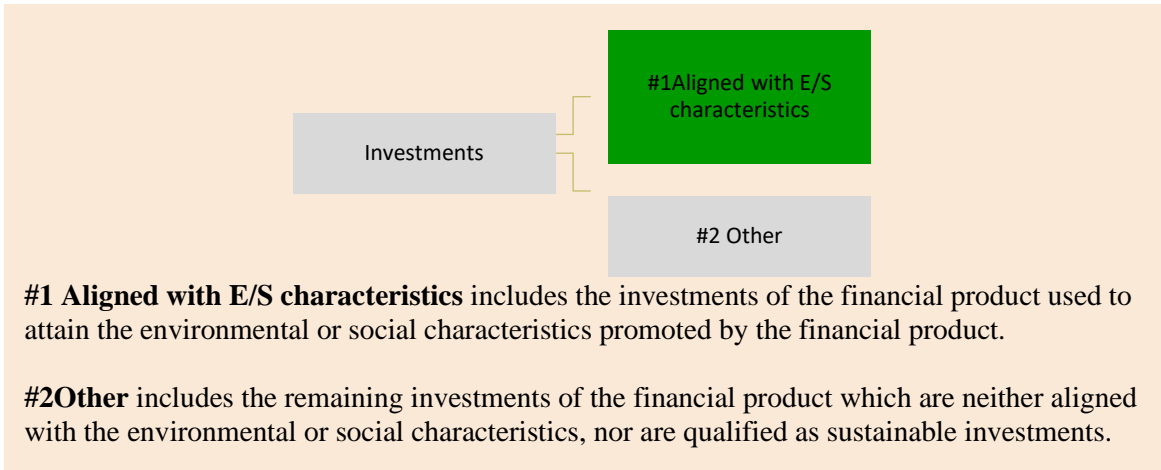 #1Aligned with E/S
characteristics
Investments
#2 Other
#1 Aligned with E/S characteristics includes the investments of the financial product used to
attain the environmental or social characteristics promoted by the financial product.
#2Other includes the remaining investments of the financial product which are neither aligned
with the environmental or social characteristics, nor are qualified as sustainable investments.